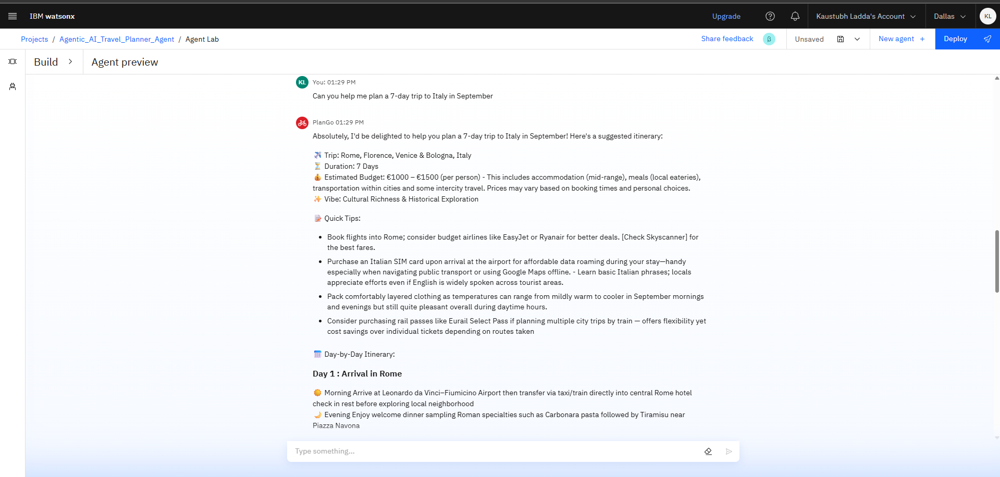 IBM watsonx
Upgrade
Kaustubh Ladda's Account
Dallas
KL
Projects / Agentic_AI_Travel_Planner_Agent / Agent Lab
Share feedback
β
Unsaved
New agent +
Deploy
Build
Agent preview
KL
You: 01:29 PM
Can you help me plan a 7-day trip to Italy in September
PlanGo 01:29 PM
Absolutely, I'd be delighted to help you plan a 7-day trip to Italy in September! Here's a suggested itinerary:
✈️ Trip: Rome, Florence, Venice & Bologna, Italy
⏳ Duration: 7 Days
💰 Estimated Budget: €1000 – €1500 (per person) - This includes accommodation (mid-range), meals (local eateries),
transportation within cities and some intercity travel. Prices may vary based on booking times and personal choices.
✨ Vibe: Cultural Richness & Historical Exploration
📝 Quick Tips:
• Book flights into Rome; consider budget airlines like EasyJet or Ryanair for better deals. [Check Skyscanner] for
the best fares.
• Purchase an Italian SIM card upon arrival at the airport for affordable data roaming during your stay—handy
especially when navigating public transport or using Google Maps offline. - Learn basic Italian phrases; locals
appreciate efforts even if English is widely spoken across tourist areas.
• Pack comfortably layered clothing as temperatures can range from mildly warm to cooler in September mornings
and evenings but still quite pleasant overall during daytime hours.
• Consider purchasing rail passes like Eurail Select Pass if planning multiple city trips by train — offers flexibility yet
cost savings over individual tickets depending on routes taken
🗓️ Day-by-Day Itinerary:
Day 1 : Arrival in Rome
🌞 Morning Arrive at Leonardo da Vinci–Fiumicino Airport then transfer via taxi/train directly into central Rome hotel
check in rest before exploring local neighborhood
🌙 Evening Enjoy welcome dinner sampling Roman specialties such as Carbonara pasta followed by Tiramisu near
Piazza Navona
Type something...